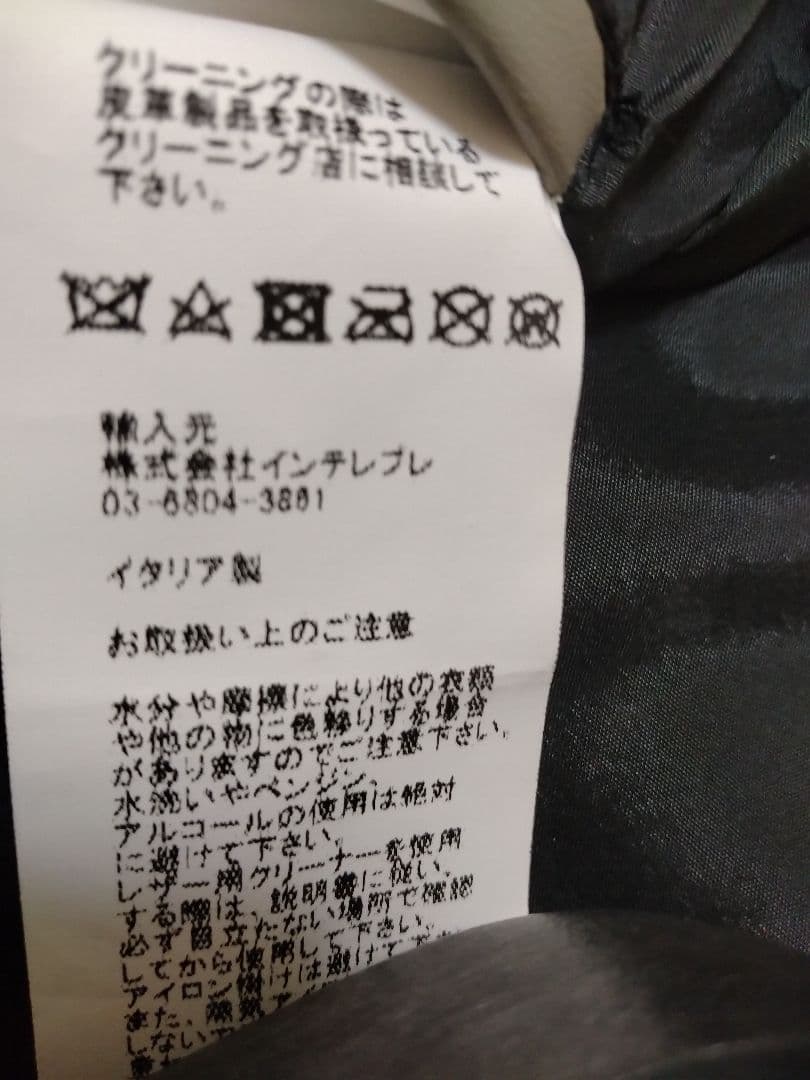 クリーニングの際は
皮革製品を取扱っている
クリーニング店に相談して
下さい。
輸入元
株式会社インテレプレ
03-6804-3861
イタリア製
お取扱い上のご注意
水分や摩擦により他の衣類
や他の物に色移りする場合
がありますのでご注意下さい。
水洗いやベンジン、
アルコールの使用は絶対
に避けて下さい。
レザー用クリーナーを使用
する際は、説明書に従い、
必ず目立たない場所で確認
してから使用して下さい。
アイロン掛けは避けて下
また、
しない